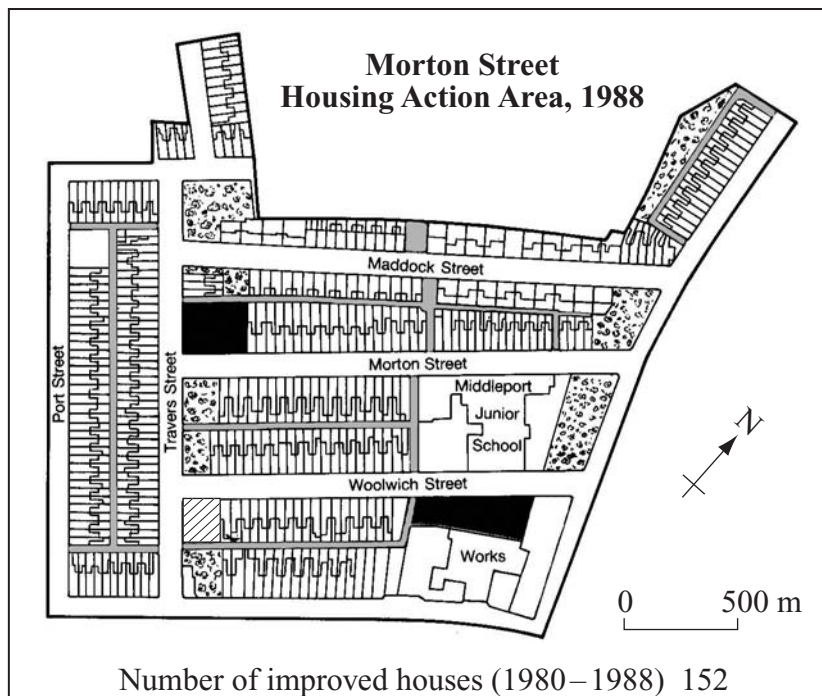 Morton Street
Housing Action Area, 1988
Maddock Street
Port Street
Travers Street
Morton Street
Middleport
Junior
School
N
Woolwich Street
Works
0 500 m
Number of improved houses (1980–1988) 152